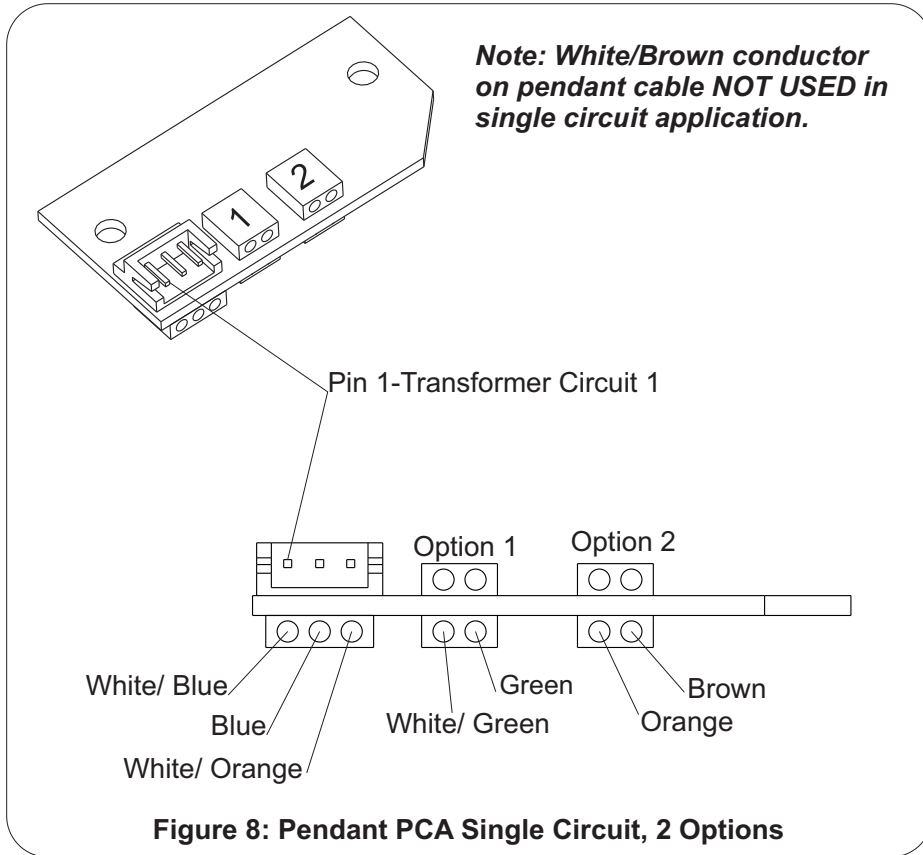 Note: White/Brown conductor
on pendant cable NOT USED in
single circuit application.
2
1
Pin 1-Transformer Circuit 1
Option 1
Option 2
White/ Blue
Green
Brown
Blue
White/ Green
Orange
White/ Orange
Figure 8: Pendant PCA Single Circuit, 2 Options